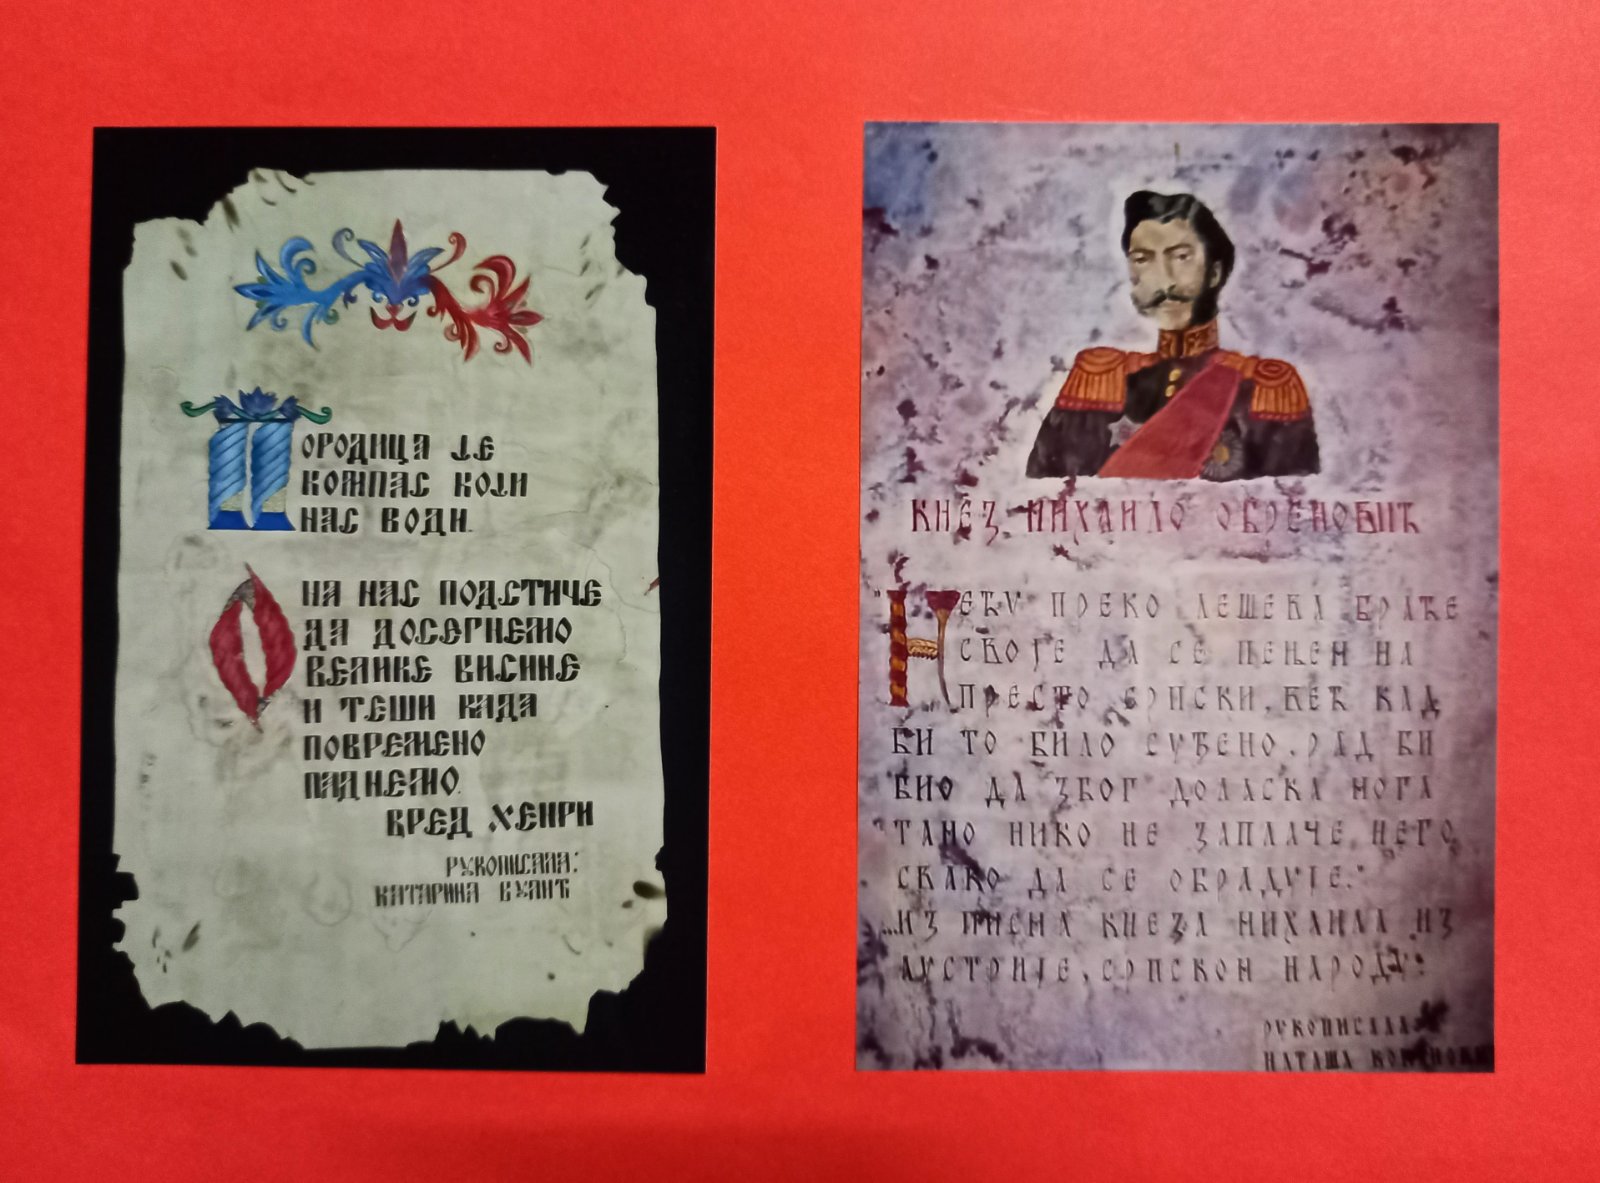 ПОРОДИЦА ЈЕ
КОМПАС КОЈИ
НАС ВОДИ.
ОНА НАС ПОДСТИЧЕ
ДА ДОСЕГНЕМО
ВЕЛИКЕ ВИСИНЕ
И ТЕШИ КАДА
ПОВРЕМЕНО
ПАДНЕМО.
БРЕД ХЕНРИ
РУКОПИСАЛА:
КАТАРИНА ВУЛИЋ
КНЕЗ МИХАИЛО ОБРЕНОВИЋ
"НЕЋУ ПРЕКО ЛЕШЕВА БРАЋЕ
СВОЈЕ ДА СЕ ПЕЊЕМ НА
ПРЕСТО СРПСКИ, ВЕЋ КАД
БИ ТО БИЛО СУЂЕНО, РАД БИ
БИО ДА ЗБОГ ДОЛАСКА МОГА
ТАМО НИКО НЕ ЗАПЛАЧЕ, НЕГО
СВАКО ДА СЕ ОБРАДУЈЕ."
...ИЗ ПИСМА КНЕЗА МИХАИЛА ИЗ
АУСТРИЈЕ, СРПСКОМ НАРОДУ:
РУКОПИСАЛА
НАТАША